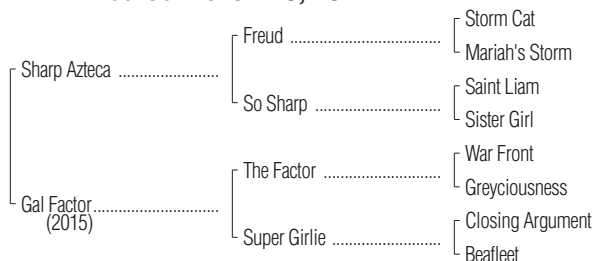 Storm Cat
Freud
Mariah's Storm
Sharp Azteca
Saint Liam
So Sharp
Sister Girl
War Front
The Factor
Greyciousness
Gal Factor
(2015)
Closing Argument
Super Girlie
Beafleet